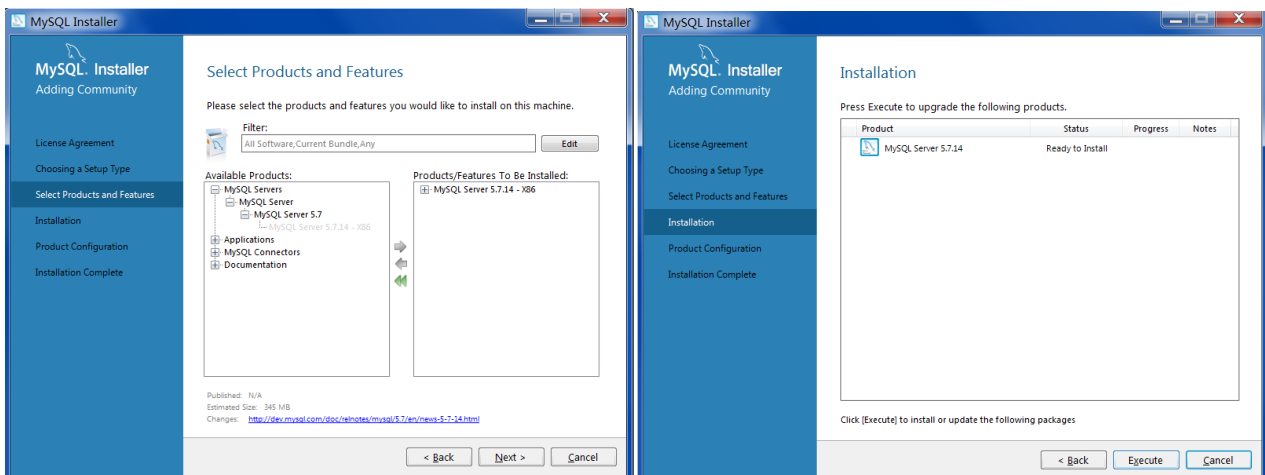 MySQL Installer
MySQL. Installer
Adding Community
License Agreement
Choosing a Setup Type
Select Products and Features
Installation
Product Configuration
Installation Complete
Select Products and Features
Please select the products and features you would like to install on this machine.
Filter:
All Software,Current Bundle,Any
Edit
Available Products:
MySQL Servers
MySQL Server
MySQL Server 5.7
MySQL Server 5.7.14 - X86
Applications
MySQL Connectors
Documentation
Products/Features To Be Installed:
MySQL Server 5.7.14 - X86
Published: N/A
Estimated Size: 345 MB
Changes: http://dev.mysql.com/doc/relnotes/mysql/5.7/en/news-5-7-14.html
< Back Next > Cancel
MySQL Installer
MySQL. Installer
Adding Community
License Agreement
Choosing a Setup Type
Select Products and Features
Installation
Product Configuration
Installation Complete
Installation
Press Execute to upgrade the following products.
Product Status Progress Notes
MySQL Server 5.7.14 Ready to Install
Click [Execute] to install or update the following packages
< Back Execute Cancel